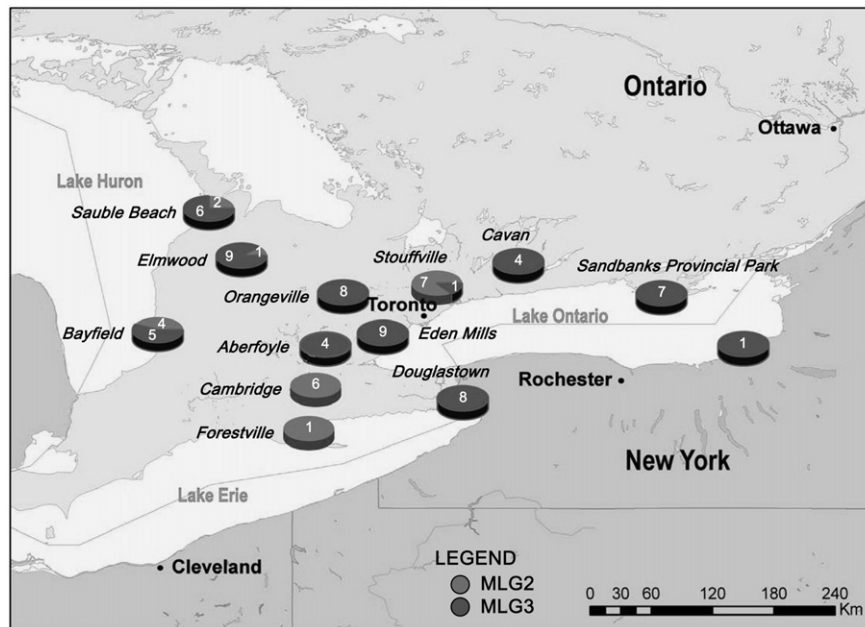 Ontario
Ottawa
Lake Huron
2
Sauble Beach
6
Cavan
Elmwood
9
1
Stouffville
4
Sandbanks Provincial Park
7
1
7
Orangeville
8
Toronto
Lake Ontario
Bayfield
4
5
9
Eden Mills
Aberfoyle
4
1
Douglastown
Cambridge
6
Rochester
8
Forestville
1
New York
Lake Erie
LEGEND
Cleveland
MLG2
MLG3
0 30 60 120 180 240
Km